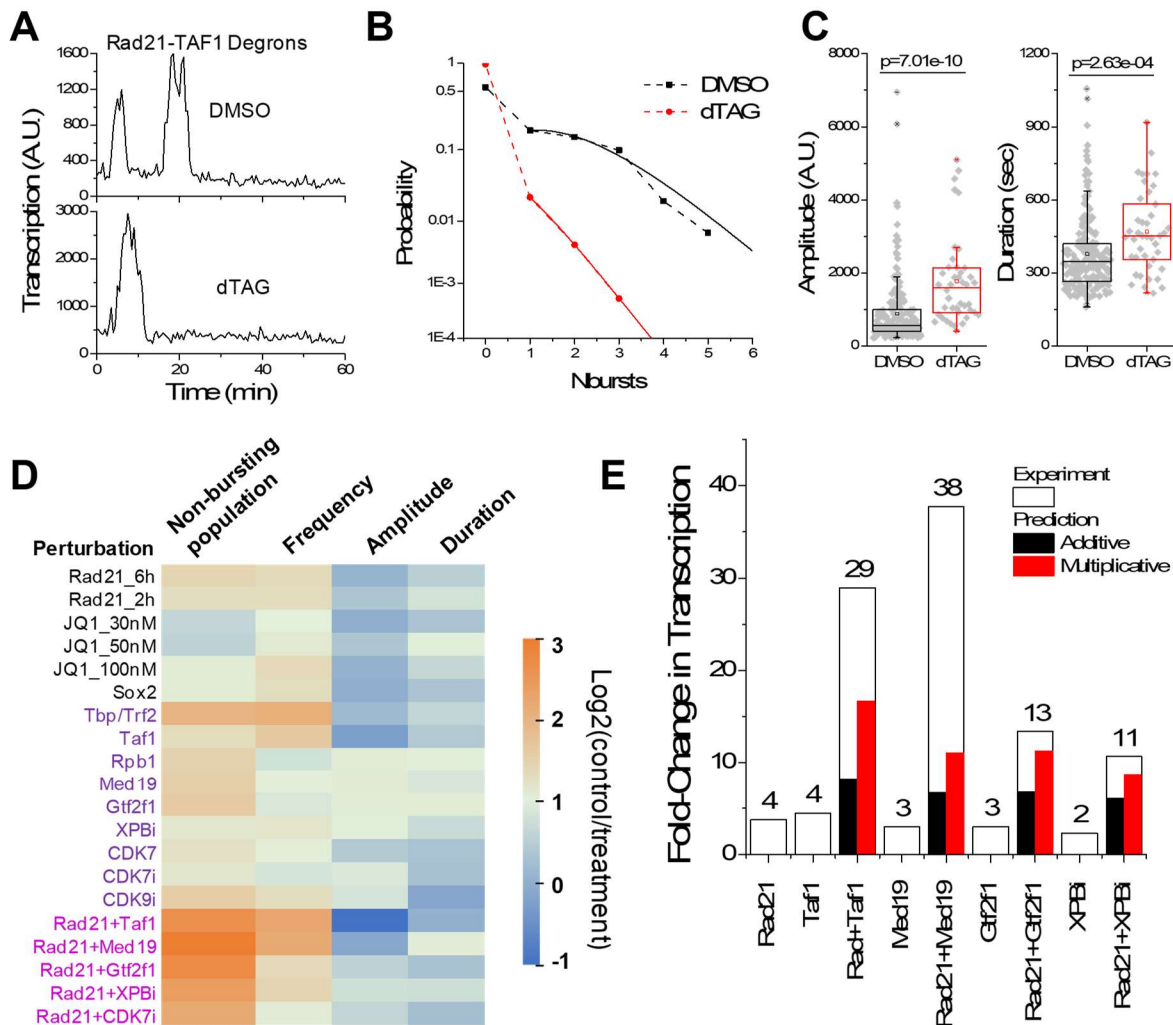 A
Rad21-TAF1 Degrons
1600
1200
800
400
0
DMSO
3000
2000
1000
0
dTAG
Transcription (A.U.)
0 20 40 60
Time (min)
B
1
0.5
0.1
0.01
1E-3
1E-4
Probability
DMSO
dTAG
0 1 2 3 4 5 6
Nbursts
C
8000
6000
4000
2000
0
Amplitude (A.U.)
p=7.01e-10
DMSO dTAG
1200
900
600
300
0
Duration (sec)
p=2.63e-04
DMSO dTAG
D
Perturbation
Non-bursting
population
Frequency
Amplitude
Duration
Rad21_6h
Rad21_2h
JQ1_30nM
JQ1_50nM
JQ1_100nM
Sox2
Tbp/Trf2
Taf1
Rpb1
Med19
Gtf2f1
XPBi
CDK7
CDK7i
CDK9i
Rad21+Taf1
Rad21+Med19
Rad21+Gtf2f1
Rad21+XPBi
Rad21+CDK7i
3
2
1
0
-1
Log2(control/treatment)
E
Fold-Change in Transcription
40
30
20
10
0
Experiment
Prediction
Additive
Multiplicative
4
4
29
3
38
3
13
2
11
Rad21
Taf1
Rad+Taf1
Med19
Rad21+Med19
Gtf2f1
Rad21+Gtf2f1
XPBi
Rad21+XPBi